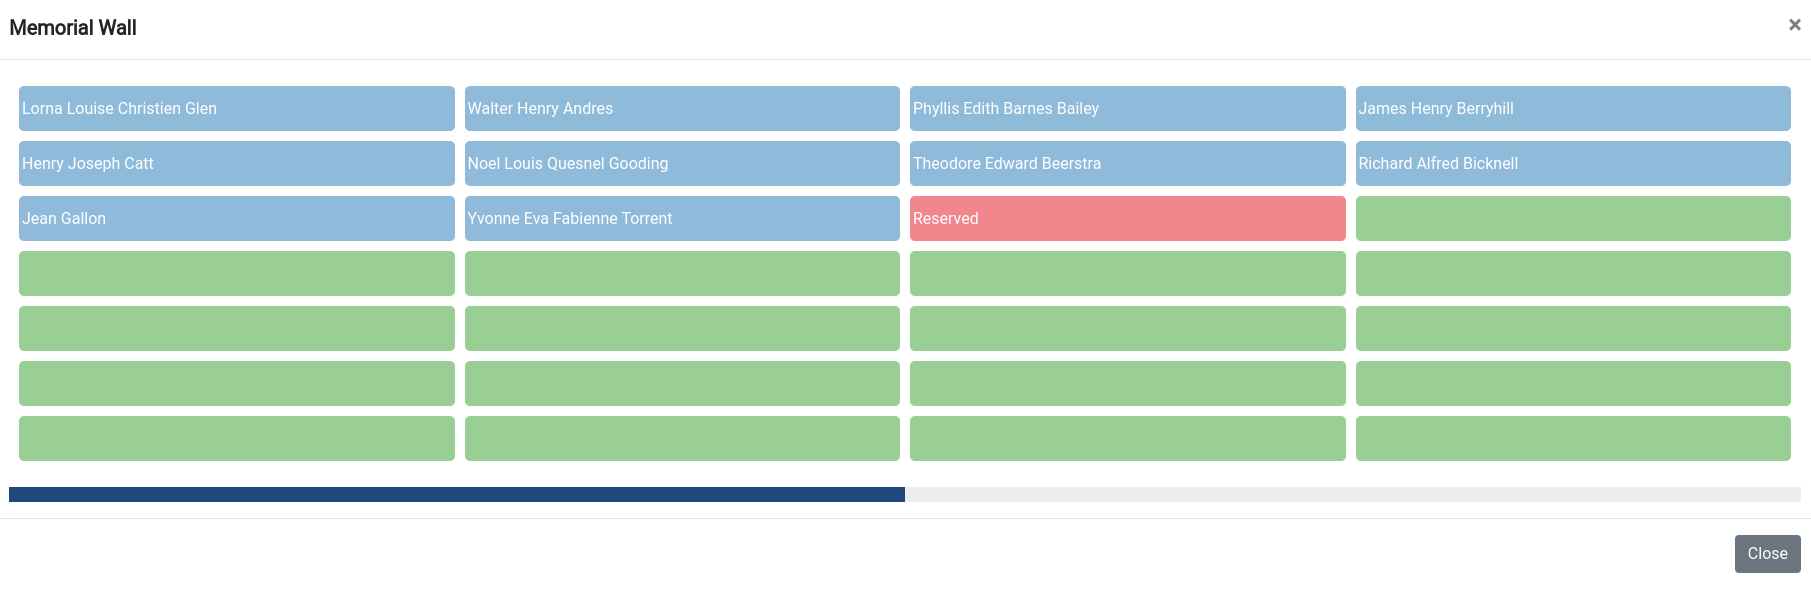 Memorial Wall
×
Lorna Louise Christien Glen
Walter Henry Andres
Phyllis Edith Barnes Bailey
James Henry Berryhill
Henry Joseph Catt
Noel Louis Quesnel Gooding
Theodore Edward Beerstra
Richard Alfred Bicknell
Jean Gallon
Yvonne Eva Fabienne Torrent
Reserved
Close